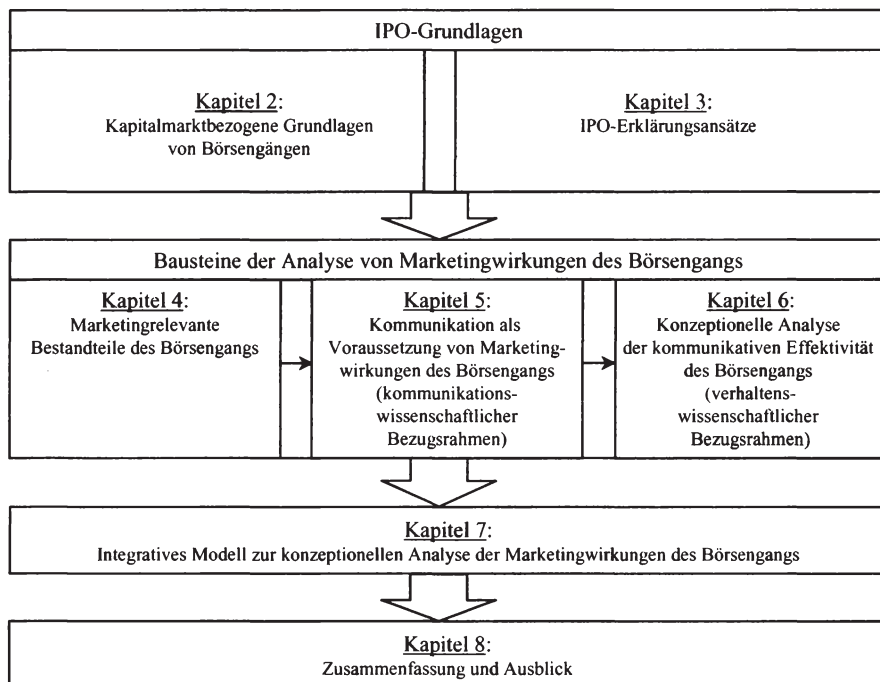 IPO-Grundlagen
Kapitel 2:
Kapitalmarktbezogene Grundlagen
von Börsengängen
Kapitel 3:
IPO-Erklärungsansätze
Bausteine der Analyse von Marketingwirkungen des Börsengangs
Kapitel 4:
Marketingrelevante
Bestandteile des Börsengangs
Kapitel 5:
Kommunikation als
Voraussetzung von Marketing-
wirkungen des Börsengangs
(kommunikations-
wissenschaftlicher
Bezugsrahmen)
Kapitel 6:
Konzeptionelle Analyse
der kommunikativen Effektivität
des Börsengangs
(verhaltens-
wissenschaftlicher
Bezugsrahmen)
Kapitel 7:
Integratives Modell zur konzeptionellen Analyse der Marketingwirkungen des Börsengangs
Kapitel 8:
Zusammenfassung und Ausblick